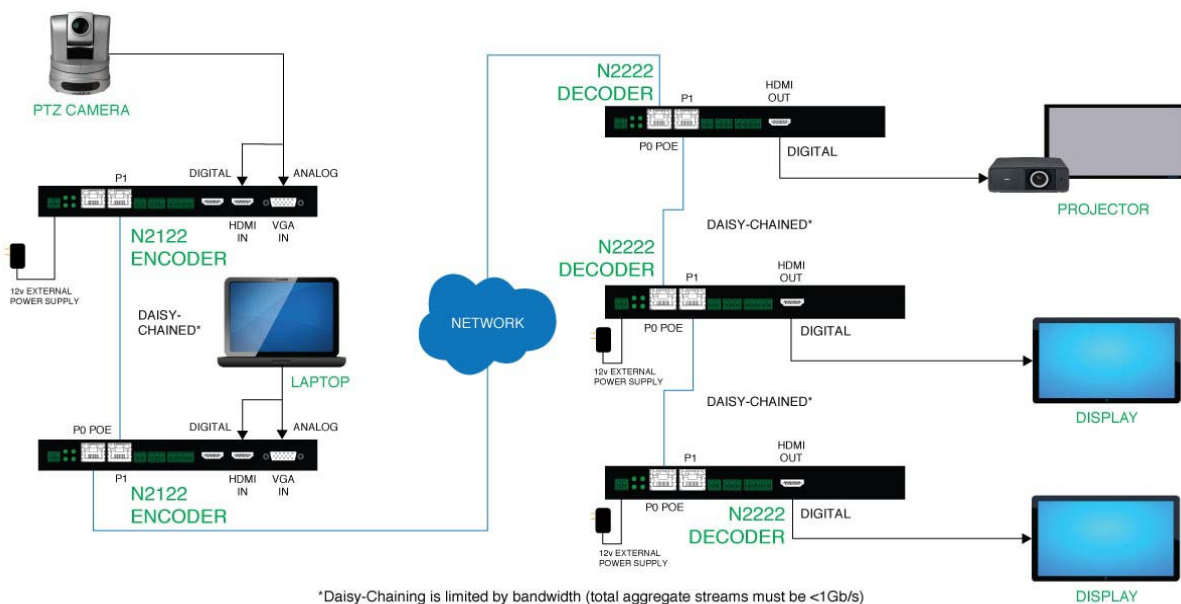 PTZ CAMERA
P1
DIGITAL
ANALOG
HDMI
IN
VGA
IN
N2122
ENCODER
12v EXTERNAL
POWER SUPPLY
DAISY-
CHAINED*
LAPTOP
P0 POE
DIGITAL
ANALOG
P1
HDMI
IN
VGA
IN
N2122
ENCODER
NETWORK
N2222
DECODER
P1
HDMI
OUT
P0 POE
DIGITAL
PROJECTOR
DAISY-CHAINED*
N2222
DECODER
P1
HDMI
OUT
P0 POE
DIGITAL
12v EXTERNAL
POWER SUPPLY
DISPLAY
DAISY-CHAINED*
P1
HDMI
OUT
P0 POE
N2222
DECODER
DIGITAL
12v EXTERNAL
POWER SUPPLY
DISPLAY
*Daisy-Chaining is limited by bandwidth (total aggregate streams must be <1Gb/s)